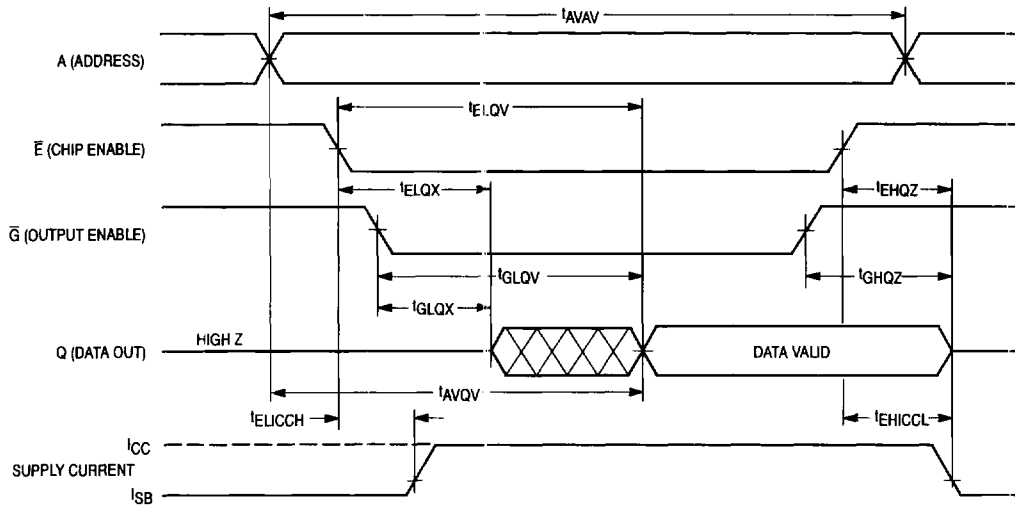 tAVAV
A (ADDRESS)
tELQV
E̅ (CHIP ENABLE)
tELQX
tEHQZ
G̅ (OUTPUT ENABLE)
tGLQV
tGHQZ
tGLQX
HIGH Z
Q (DATA OUT)
DATA VALID
tAVQV
tELICCH
tEHICCL
ICC
SUPPLY CURRENT
ISB